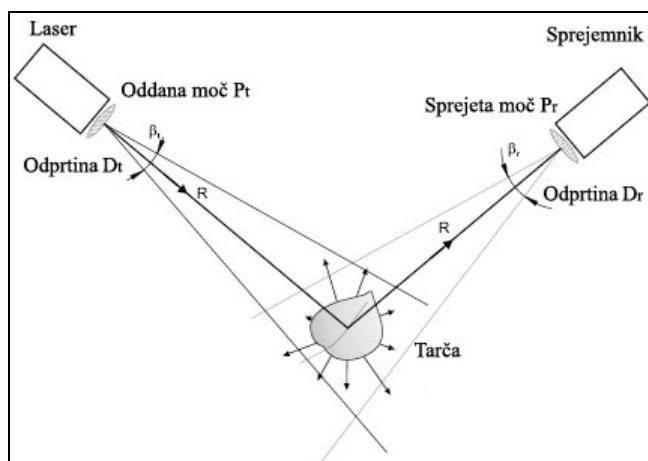 Laser
Sprejemnik
Oddana moč Pt
Sprejeta moč Pr
βt
βr
Odprtina Dt
Odprtina Dr
R
R
Tarča